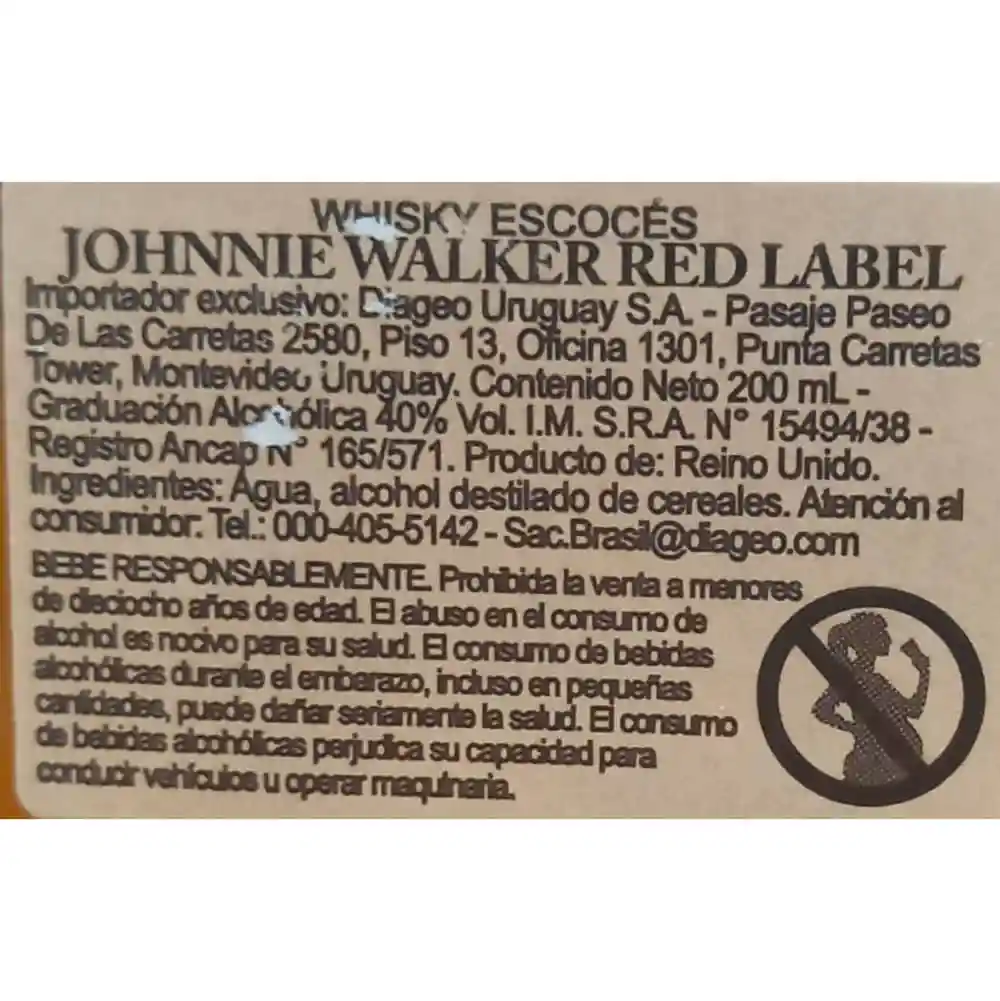 WHISKY ESCOCÉS
JOHNNIE WALKER RED LABEL
Importador exclusivo: Diageo Uruguay S.A. - Pasaje Paseo
De Las Carretas 2580, Piso 13, Oficina 1301, Punta Carretas
Tower, Montevideo Uruguay. Contenido Neto 200 mL -
Graduación Alcohólica 40% Vol. I.M. S.R.A. N° 15494/38 -
Registro Ancap N° 165/571. Producto de: Reino Unido.
Ingredientes: Agua, alcohol destilado de cereales. Atención al
consumidor: Tel.: 000-405-5142 - Sac.Brasil@diageo.com
BEBE RESPONSABLEMENTE. Prohibida la venta a menores
de dieciocho años de edad. El abuso en el consumo de
alcohol es nocivo para su salud. El consumo de bebidas
alcohólicas durante el embarazo, incluso en pequeñas
cantidades, puede dañar seriamente la salud. El consumo
de bebidas alcohólicas perjudica su capacidad para
conducir vehículos u operar maquinaria.